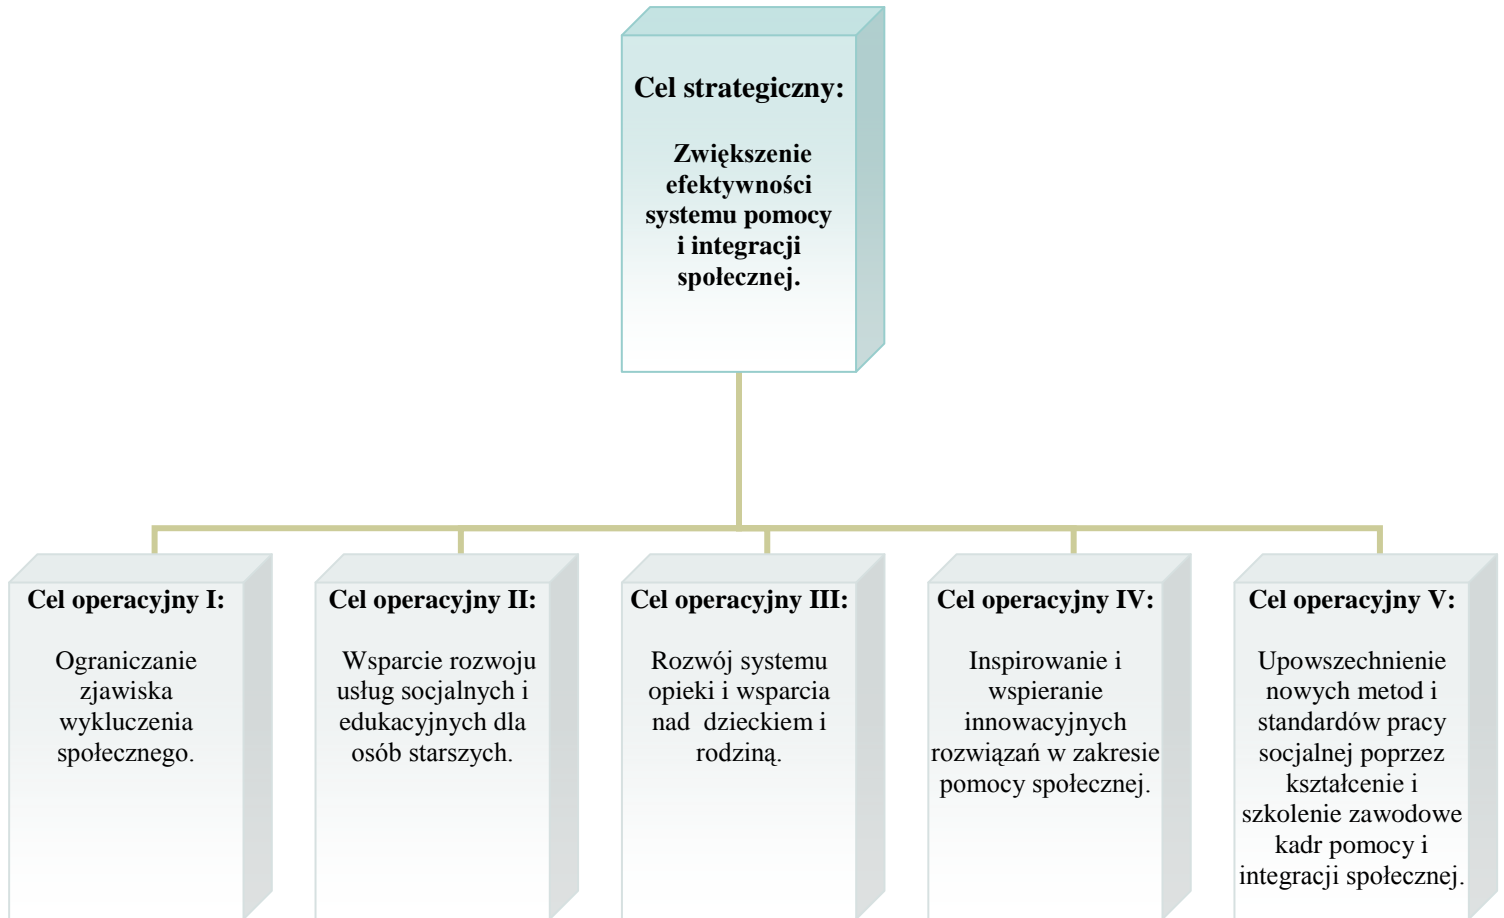 Cel strategiczny:
Zwiększenie
efektywności
systemu pomocy
i integracji
społecznej.
Cel operacyjny I:
Ograniczanie
zjawiska
wykluczenia
społecznego.
Cel operacyjny II:
Wsparcie rozwoju
usług socjalnych i
edukacyjnych dla
osób starszych.
Cel operacyjny III:
Rozwój systemu
opieki i wsparcia
nad dzieckiem i
rodziną.
Cel operacyjny IV:
Inspirowanie i
wspieranie
innowacyjnych
rozwiązań w zakresie
pomocy społecznej.
Cel operacyjny V:
Upowszechnienie
nowych metod i
standardów pracy
socjalnej poprzez
kształcenie i
szkolenie zawodowe
kadr pomocy i
integracji społecznej.